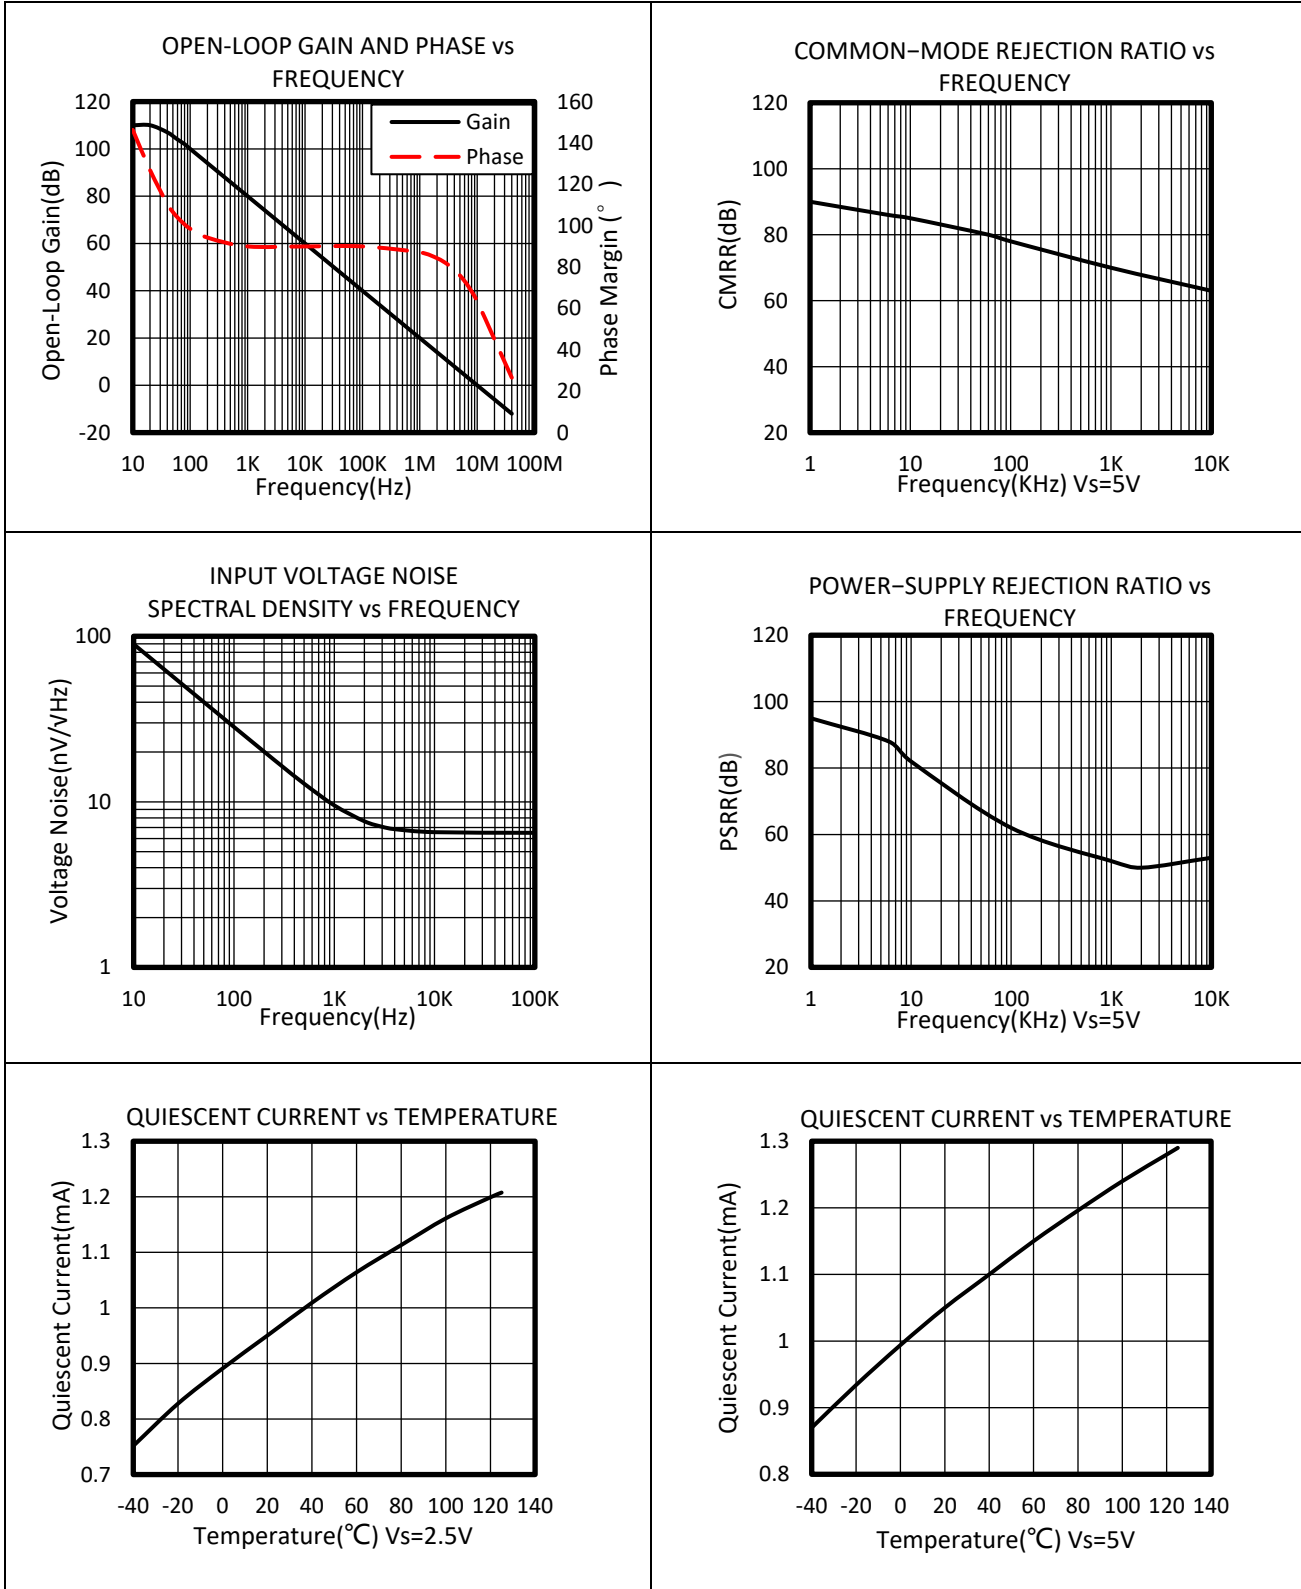 OPEN-LOOP GAIN AND PHASE vs
FREQUENCY
120
100
80
60
40
20
0
-20
Open-Loop Gain(dB)
Gain
Phase
160
140
120
100
80
60
40
20
0
Phase Margin(°)
10 100 1K 10K 100K 1M 10M 100M
Frequency(Hz)
COMMON−MODE REJECTION RATIO vs
FREQUENCY
120
100
80
60
40
20
CMRR(dB)
1 10 100 1K 10K
Frequency(KHz) Vs=5V
INPUT VOLTAGE NOISE
SPECTRAL DENSITY vs FREQUENCY
100
10
1
Voltage Noise(nV/√Hz)
10 100 1K 10K 100K
Frequency(Hz)
POWER−SUPPLY REJECTION RATIO vs
FREQUENCY
120
100
80
60
40
20
PSRR(dB)
1 10 100 1K 10K
Frequency(KHz) Vs=5V
QUIESCENT CURRENT vs TEMPERATURE
1.3
1.2
1.1
1
0.9
0.8
0.7
Quiescent Current(mA)
-40 -20 0 20 40 60 80 100 120 140
Temperature(℃) Vs=2.5V
QUIESCENT CURRENT vs TEMPERATURE
1.3
1.2
1.1
1
0.9
0.8
Quiescent Current(mA)
-40 -20 0 20 40 60 80 100 120 140
Temperature(℃) Vs=5V